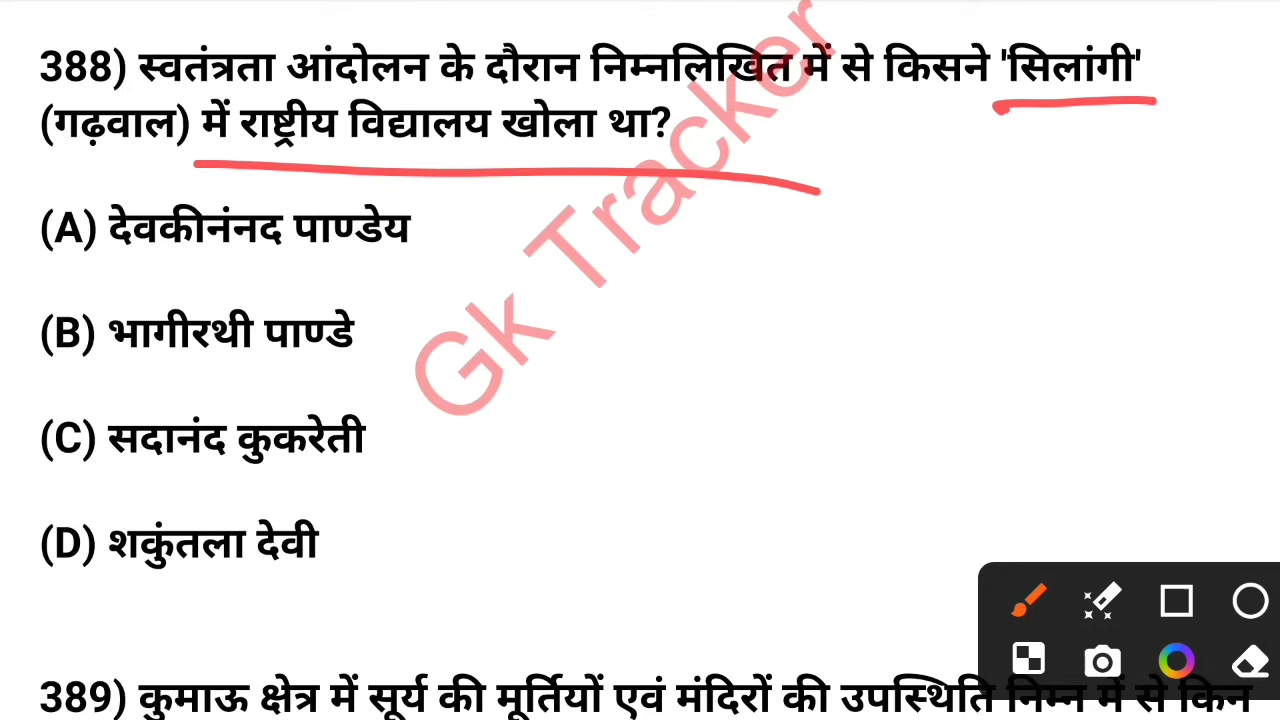 388) स्वतंत्रता आंदोलन के दौरान निम्नलिखित में से किसने 'सिलांगी'
(गढ़वाल) में राष्ट्रीय विद्यालय खोला था?
Gk Tracker
(A) देवकीनंनद पाण्डेय
(B) भागीरथी पाण्डे
(C) सदानंद कुकरेती
(D) शकुंतला देवी
389) कुमाऊ क्षेत्र में सूर्य की मूर्तियों एवं मंदिरों की उपस्थिति निम्न में से किन